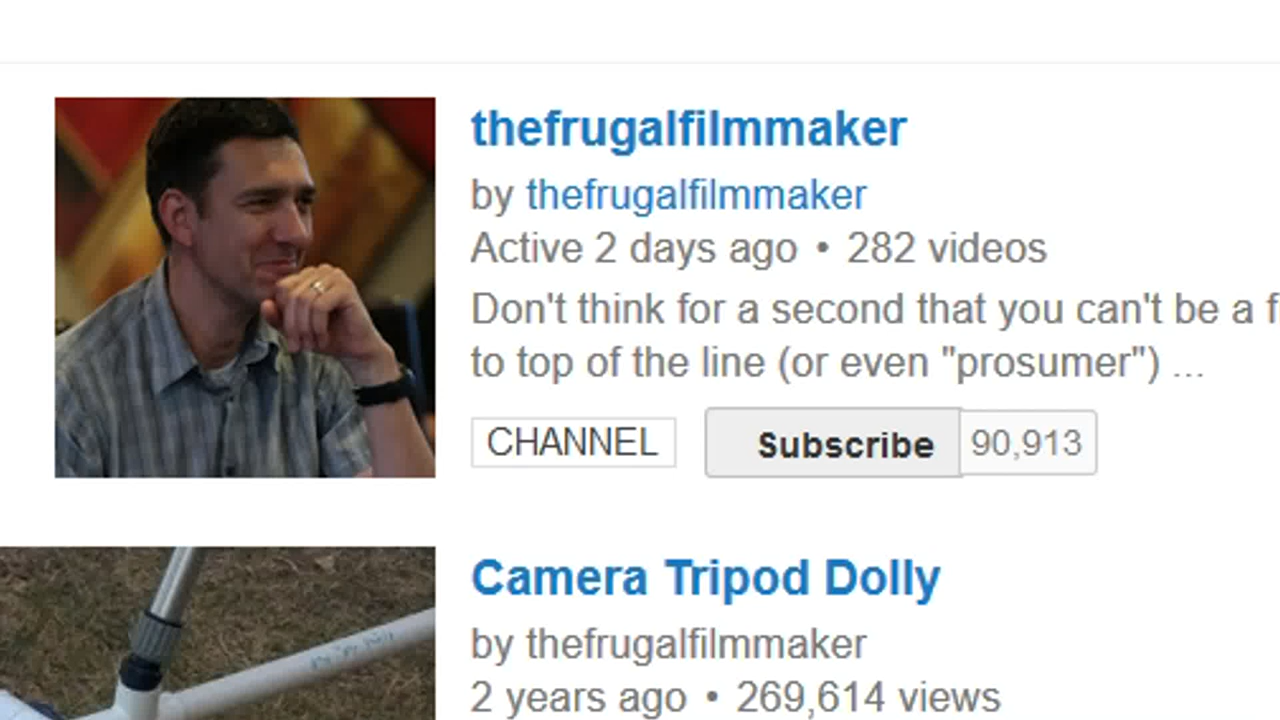 thefrugalfilmmaker
by thefrugalfilmmaker
Active 2 days ago • 282 videos
Don't think for a second that you can't be a f
to top of the line (or even "prosumer") ...
CHANNEL Subscribe 90,913
Camera Tripod Dolly
by thefrugalfilmmaker
2 years ago • 269,614 views